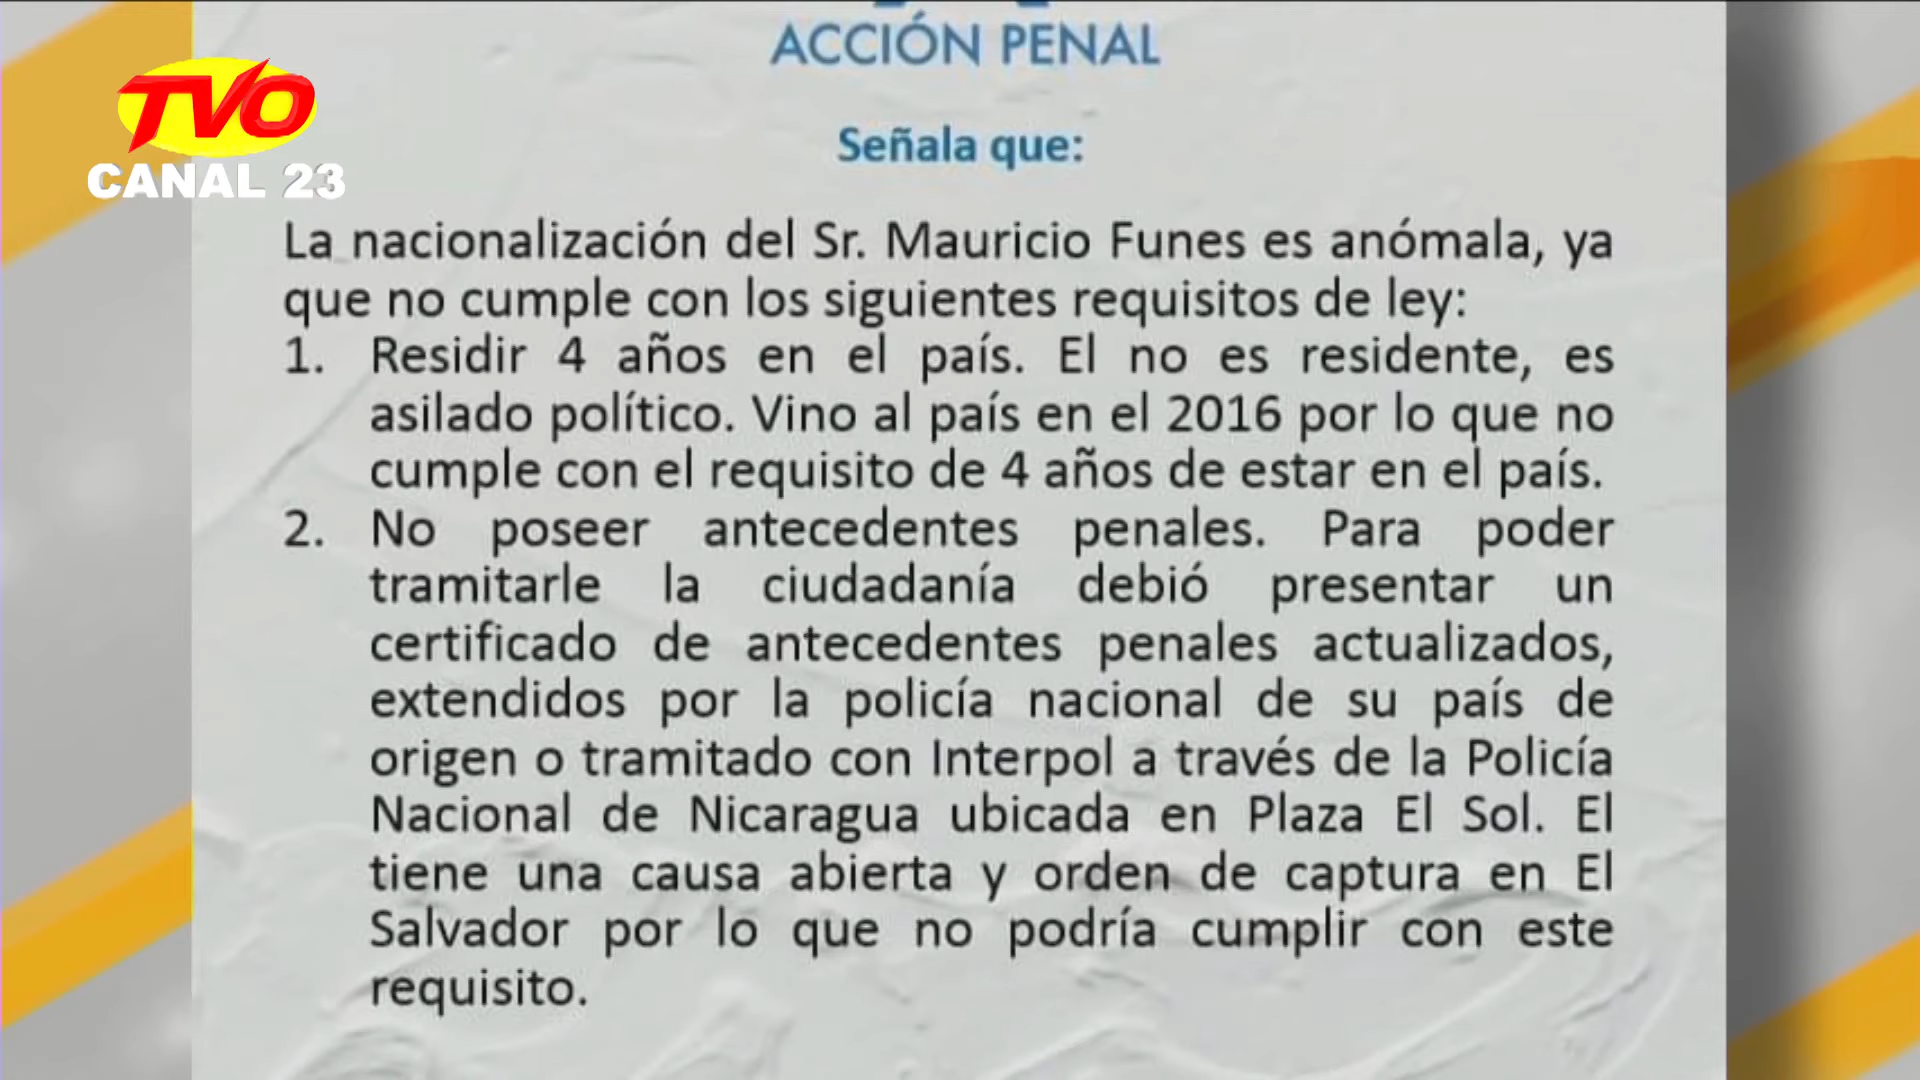 ACCIÓN PENAL
TVO
CANAL 23
Señala que:
La nacionalización del Sr. Mauricio Funes es anómala, ya
que no cumple con los siguientes requisitos de ley:
1. Residir 4 años en el país. El no es residente, es
asilado político. Vino al país en el 2016 por lo que no
cumple con el requisito de 4 años de estar en el país.
2. No poseer antecedentes penales. Para poder
tramitarle la ciudadanía debió presentar un
certificado de antecedentes penales actualizados,
extendidos por la policía nacional de su país de
origen o tramitado con Interpol a través de la Policía
Nacional de Nicaragua ubicada en Plaza El Sol. El
tiene una causa abierta y orden de captura en El
Salvador por lo que no podría cumplir con este
requisito.